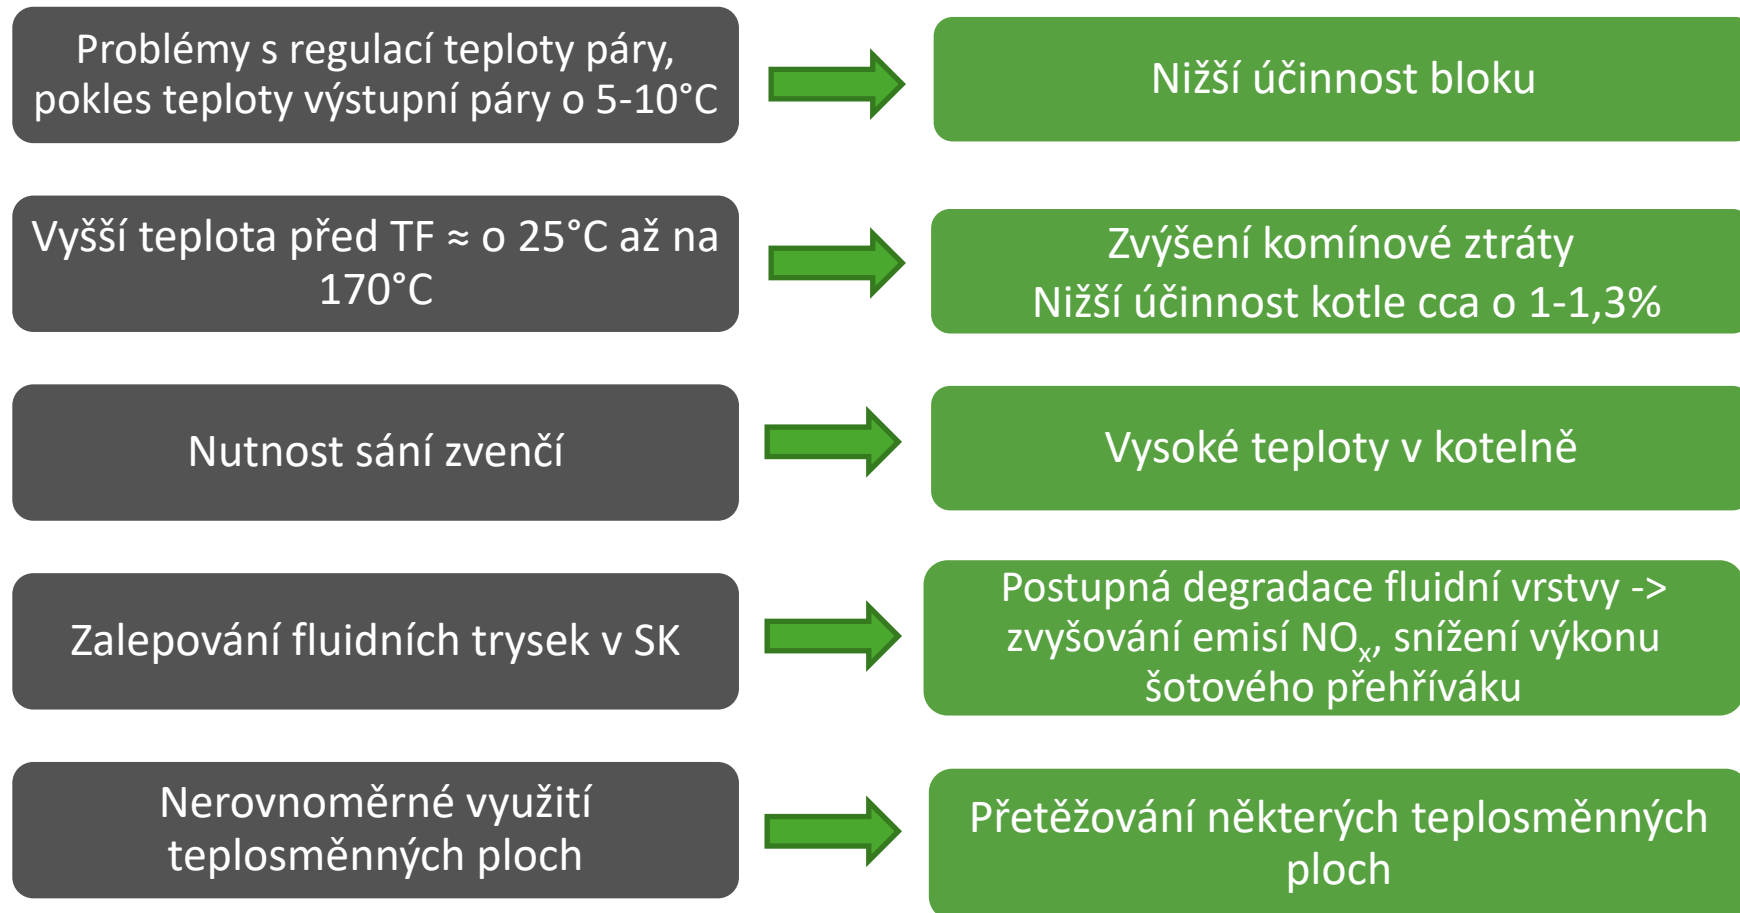 Problémy s regulací teploty páry,
pokles teploty výstupní páry o 5-10°C
Nižší účinnost bloku
Vyšší teplota před TF ≈ o 25°C až na
170°C
Zvýšení komínové ztráty
Nižší účinnost kotle cca o 1-1,3%
Nutnost sání zvenčí
Vysoké teploty v kotelně
Zalepování fluidních trysek v SK
Postupná degradace fluidní vrstvy ->
zvyšování emisí NOx, snížení výkonu
šotového přehříváku
Nerovnoměrné využití
teplosměnných ploch
Přetěžování některých teplosměnných
ploch